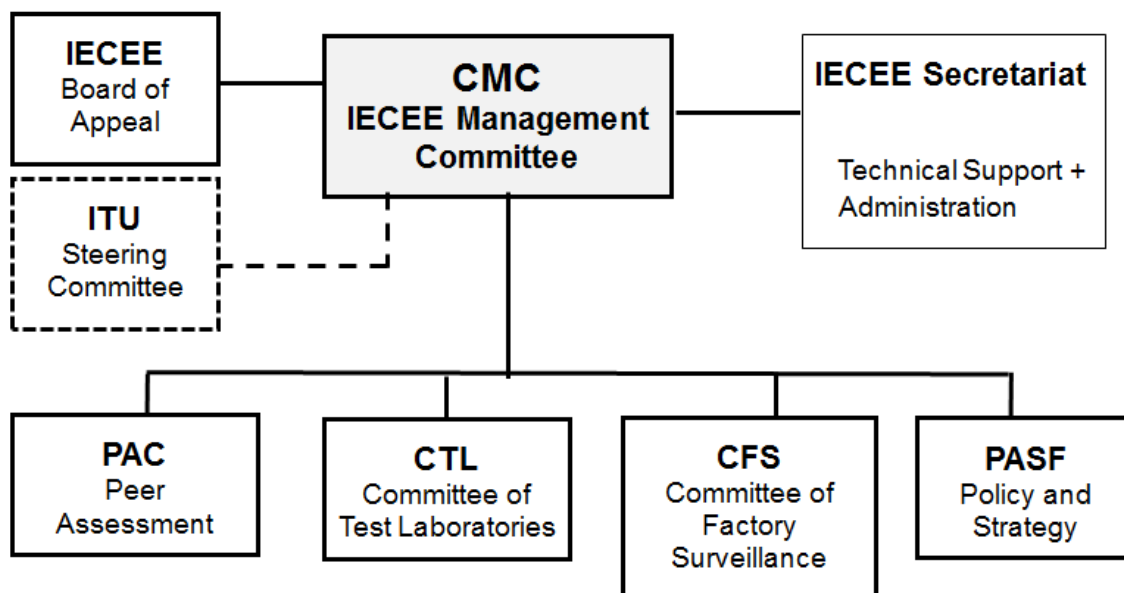 IECEE
Board of
Appeal
CMC
IECEE Management
Committee
IECEE Secretariat
Technical Support +
Administration
ITU
Steering
Committee
PAC
Peer
Assessment
CTL
Committee of
Test Laboratories
CFS
Committee of
Factory
Surveillance
PASF
Policy and
Strategy